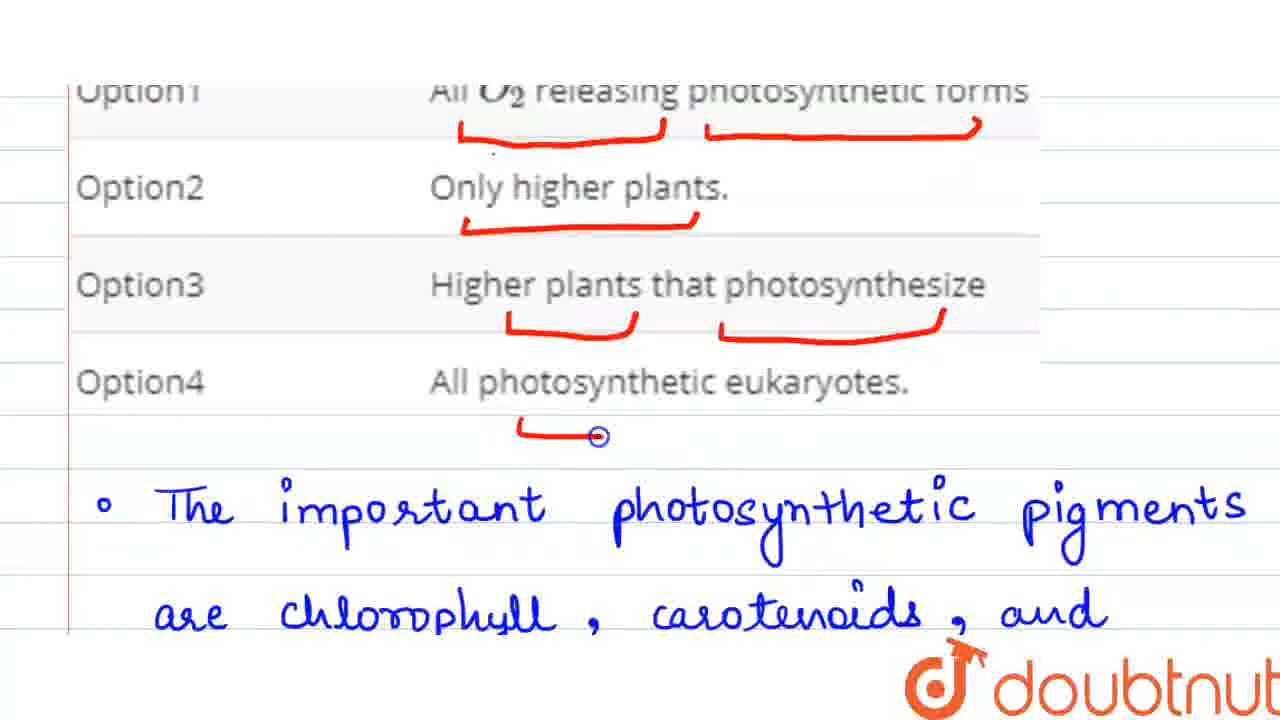 Option1 All O₂ releasing photosynthetic forms
Option2 Only higher plants.
Option3 Higher plants that photosynthesize
Option4 All photosynthetic eukaryotes.
• The important photosynthetic pigments
are chlorophyll, carotenoids, and
doubtnut